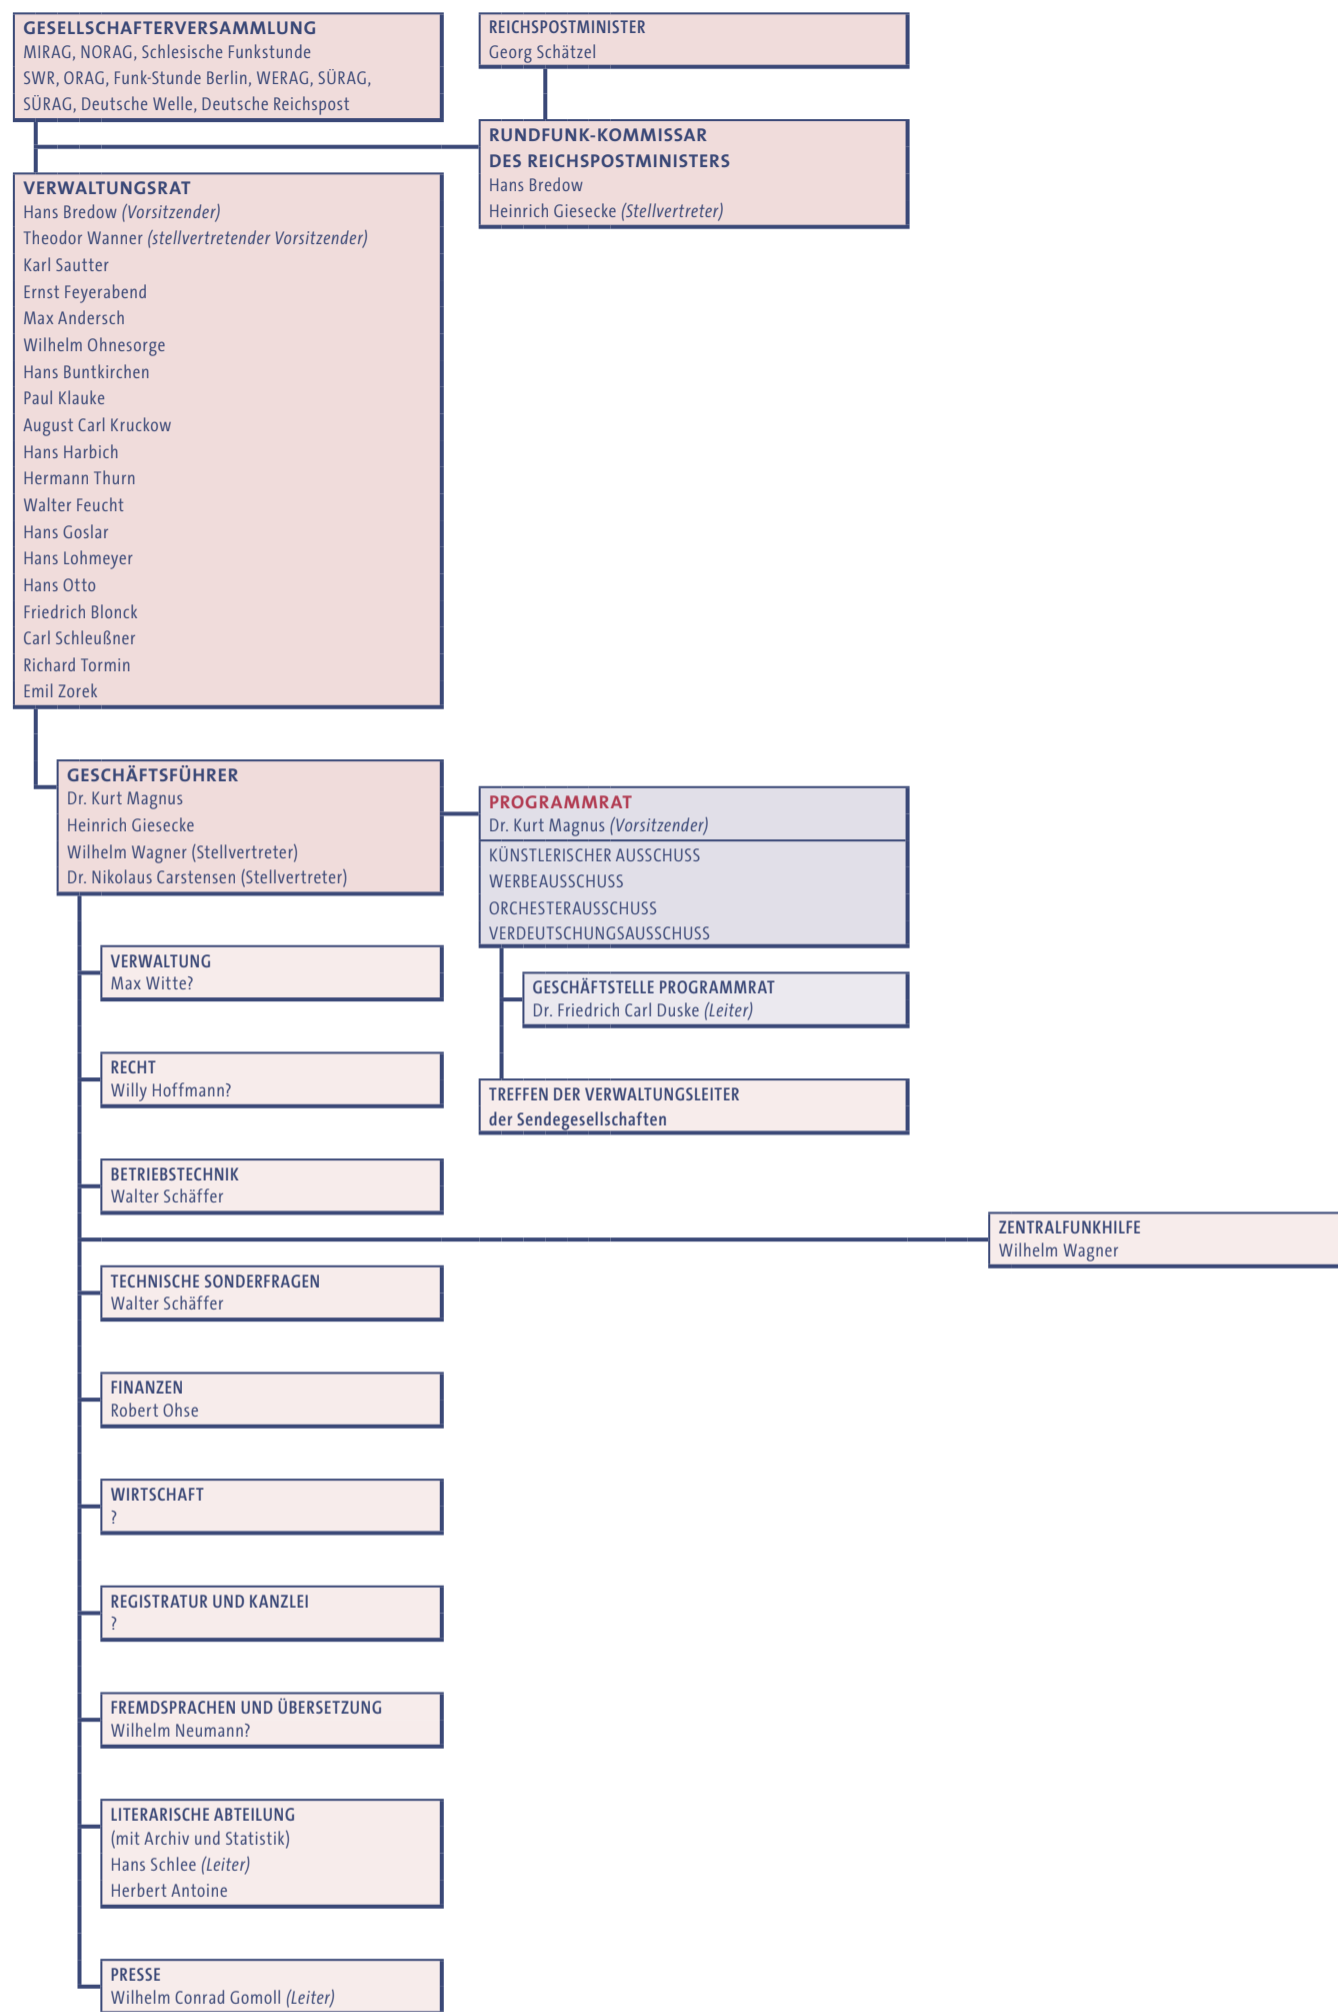 GESELLSCHAFTERVERSAMMLUNG
MIRAG, NORAG, Schlesische Funkstunde
SWR, ORAG, Funk-Stunde Berlin, WERAG, SÜRAG,
SÜRAG, Deutsche Welle, Deutsche Reichspost
REICHSPOSTMINISTER
Georg Schätzel
RUNDFUNK-KOMMISSAR
DES REICHSPOSTMINISTERS
Hans Bredow
Heinrich Giesecke (Stellvertreter)
VERWALTUNGSRAT
Hans Bredow (Vorsitzender)
Theodor Wanner (stellvertretender Vorsitzender)
Karl Sautter
Ernst Feyerabend
Max Andersch
Wilhelm Ohnesorge
Hans Buntkirchen
Paul Klauke
August Carl Kruckow
Hans Harbich
Hermann Thurn
Walter Feucht
Hans Goslar
Hans Lohmeyer
Hans Otto
Friedrich Blonck
Carl Schleußner
Richard Tormin
Emil Zorek
GESCHÄFTSFÜHRER
Dr. Kurt Magnus
Heinrich Giesecke
Wilhelm Wagner (Stellvertreter)
Dr. Nikolaus Carstensen (Stellvertreter)
PROGRAMMRAT
Dr. Kurt Magnus (Vorsitzender)
KÜNSTLERISCHER AUSSCHUSS
WERBEAUSSCHUSS
ORCHESTERAUSSCHUSS
VERDEUTSCHUNGSAUSSCHUSS
GESCHÄFTSTELLE PROGRAMMRAT
Dr. Friedrich Carl Duske (Leiter)
TREFFEN DER VERWALTUNGSLEITER
der Sendegesellschaften
VERWALTUNG
Max Witte?
RECHT
Willy Hoffmann?
BETRIEBSTECHNIK
Walter Schäffer
ZENTRALFUNKHILFE
Wilhelm Wagner
TECHNISCHE SONDERFRAGEN
Walter Schäffer
FINANZEN
Robert Ohse
WIRTSCHAFT
?
REGISTRATUR UND KANZLEI
?
FREMDSPRACHEN UND ÜBERSETZUNG
Wilhelm Neumann?
LITERARISCHE ABTEILUNG
(mit Archiv und Statistik)
Hans Schlee (Leiter)
Herbert Antoine
PRESSE
Wilhelm Conrad Gomoll (Leiter)